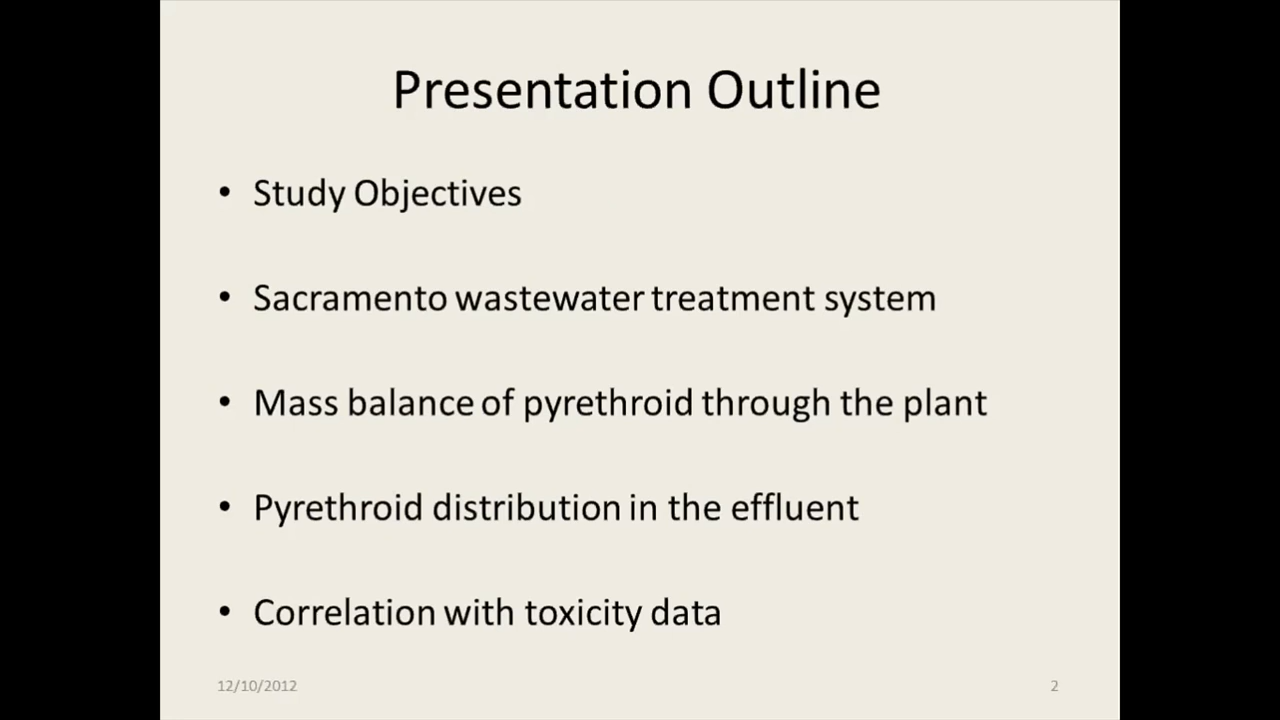 Presentation Outline
• Study Objectives
• Sacramento wastewater treatment system
• Mass balance of pyrethroid through the plant
• Pyrethroid distribution in the effluent
• Correlation with toxicity data
12/10/2012
2